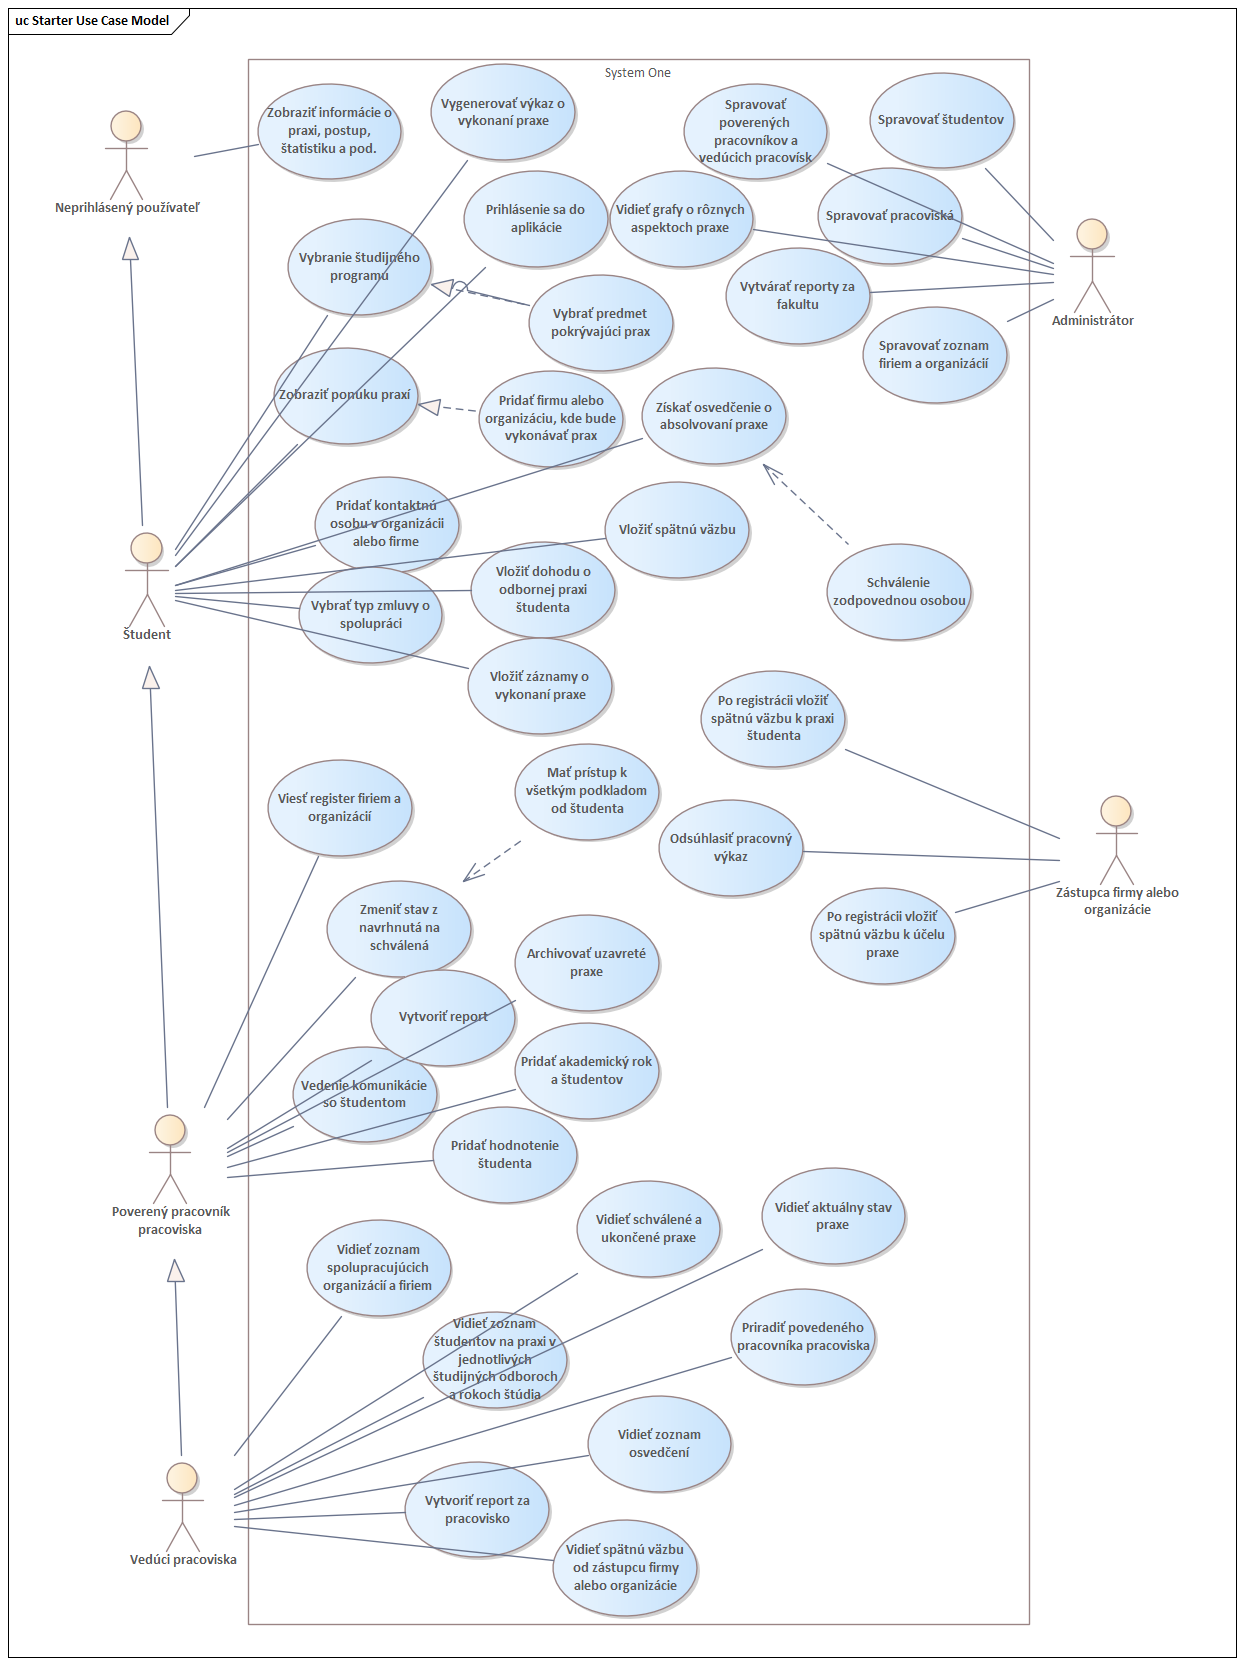 uc Starter Use Case Model
System One
Zobraziť informácie o
praxi, postup,
štatistiku a pod.
Vygenerovať výkaz o
vykonaní praxe
Spravovať
poverených
pracovníkov a
vedúcich pracovísk
Spravovať študentov
Neprihlásený používateľ
Prihlásenie sa do
aplikácie
Vidieť grafy o rôznych
aspektoch praxe
Spravovať pracoviská
Vybranie študijného
programu
Vytvárať reporty za
fakultu
Administrátor
Vybrať predmet
pokrývajúci prax
Spravovať zoznam
firiem a organizácií
Zobraziť ponuku praxí
Pridať firmu alebo
organizáciu, kde bude
vykonávať prax
Získať osvedčenie o
absolvovaní praxe
Pridať kontaktnú
osobu v organizácii
alebo firme
Vložiť spätnú väzbu
Vložiť dohodu o
odbornej praxi
študenta
Schválenie
zodpovednou osobou
Vybrať typ zmluvy o
spolupráci
Študent
Vložiť záznamy o
vykonaní praxe
Po registrácii vložiť
spätnú väzbu k praxi
študenta
Mať prístup k
všetkým podkladom
od študenta
Viesť register firiem a
organizácií
Odsúhlasiť pracovný
výkaz
Zástupca firmy alebo
organizácie
Zmeniť stav z
navrhnutá na
schválená
Po registrácii vložiť
spätnú väzbu k účelu
praxe
Archivovať uzavreté
praxe
Vytvoriť report
Pridať akademický rok
a študentov
Vedenie komunikácie
so študentom
Pridať hodnotenie
študenta
Poverený pracovník
pracoviska
Vidieť schválené a
ukončené praxe
Vidieť aktuálny stav
praxe
Vidieť zoznam
spolupracujúcich
organizácií a firiem
Vidieť zoznam
študentov na praxi v
jednotlivých
študijných odboroch
a rokoch štúdia
Priradiť povedeného
pracovníka pracoviska
Vidieť zoznam
osvedčení
Vytvoriť report za
pracovisko
Vedúci pracoviska
Vidieť spätnú väzbu
od zástupcu firmy
alebo organizácie